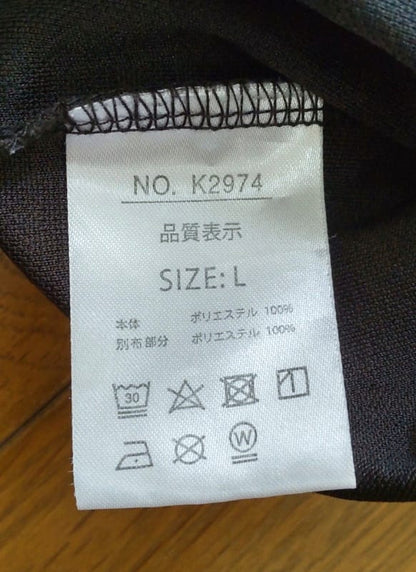 NO. K2974
品質表示
SIZE: L
本体 ポリエステル 100%
別布部分 ポリエステル 100%
30
W